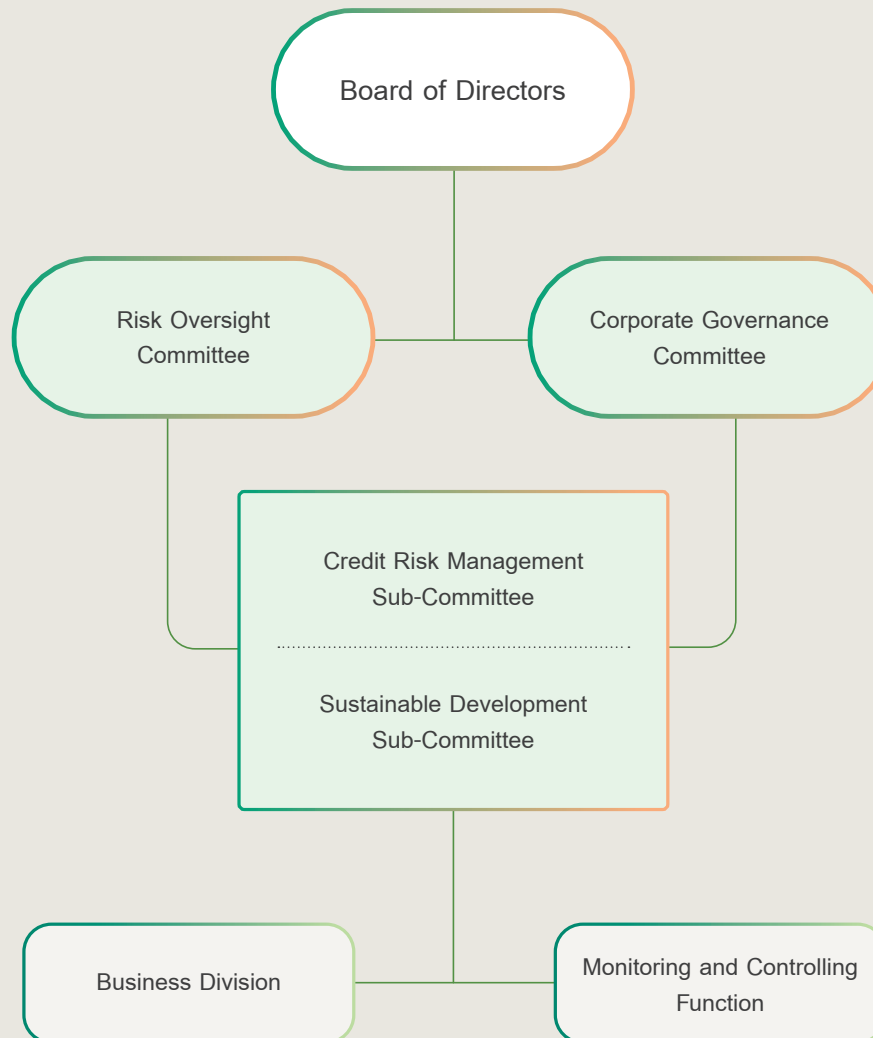 Board of Directors
Risk Oversight
Committee
Corporate Governance
Committee
Credit Risk Management
Sub-Committee
Sustainable Development
Sub-Committee
Business Division
Monitoring and Controlling
Function